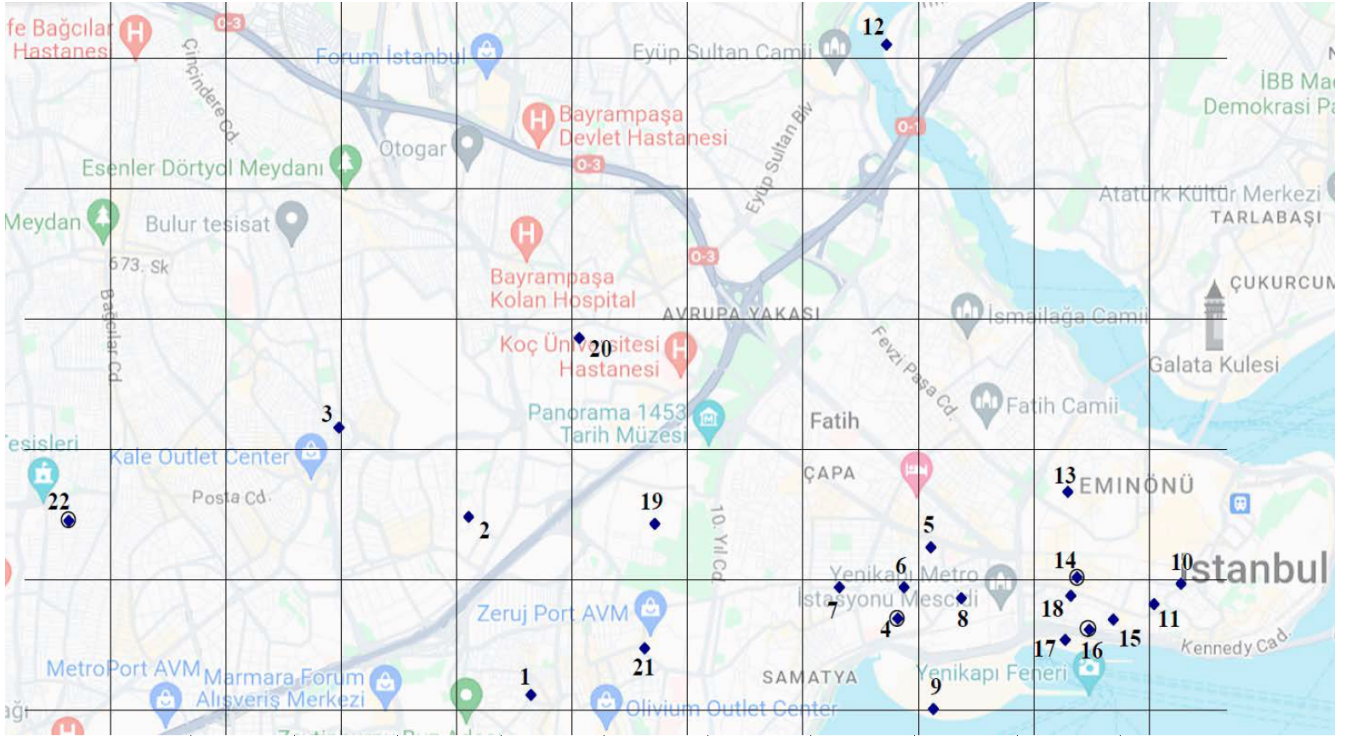 fe Bağcılar
Hastanesi
O-3
Forum İstanbul
Eyüp Sultan Camii
12
Çinçindere Cd.
Bayrampaşa
Devlet Hastanesi
İBB Mac
Demokrasi Pa
O-1
Otogar
O-3
Esenler Dörtyol Meydanı
Eyüp Sultan Blv
Atatürk Kültür Merkezi
TARLABAŞI
Meydan
Bulur tesisat
673. Sk
O-3
Bayrampaşa
Kolan Hospital
ÇUKURCUM
Bağcılar Cd
AVRUPA YAKASI
İsmailağa Camii
20
Koç Üniversitesi
Hastanesi
Fevzi Paşa Cd.
Galata Kulesi
3
Panorama 1453
Tarih Müzesi
Fatih
Fatih Camii
esisleri
Kale Outlet Center
ÇAPA
13
EMİNÖNÜ
22
Posta Cd.
2
19
10. Yıl Cd.
5
6
14
10
İstanbul
Yenikapı Metro
İstasyonu Mescidi
7
8
18
11
Zeruj Port AVM
4
17
16
15
Kennedy Cad.
21
MetroPort AVM
Marmara Forum
Alışveriş Merkezi
1
SAMATYA
Yenikapı Feneri
9
ağı
Olivium Outlet Center